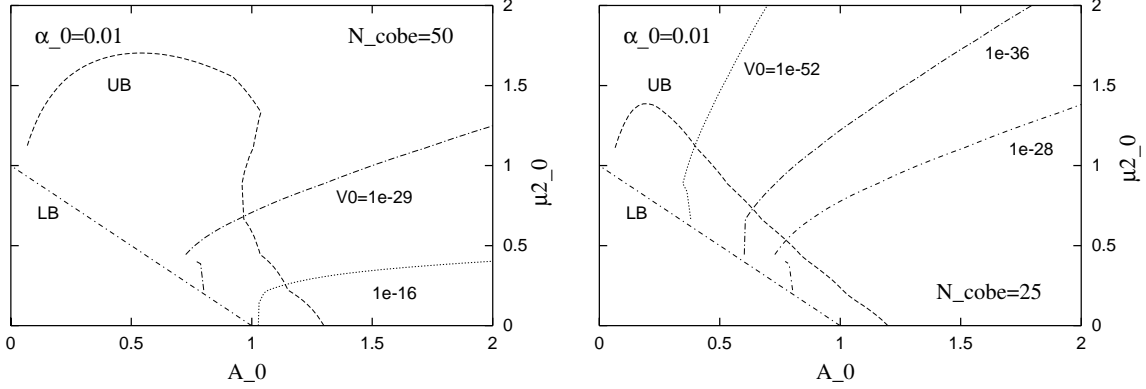 α_0=0.01
N_cobe=50
UB
LB
V0=1e-29
1e-16
0
0.5
1
1.5
2
A_0
0
0.5
1
1.5
2
μ2_0
α_0=0.01
UB
V0=1e-52
1e-36
1e-28
LB
N_cobe=25
0
0.5
1
1.5
2
A_0
0
0.5
1
1.5
2
μ2_0